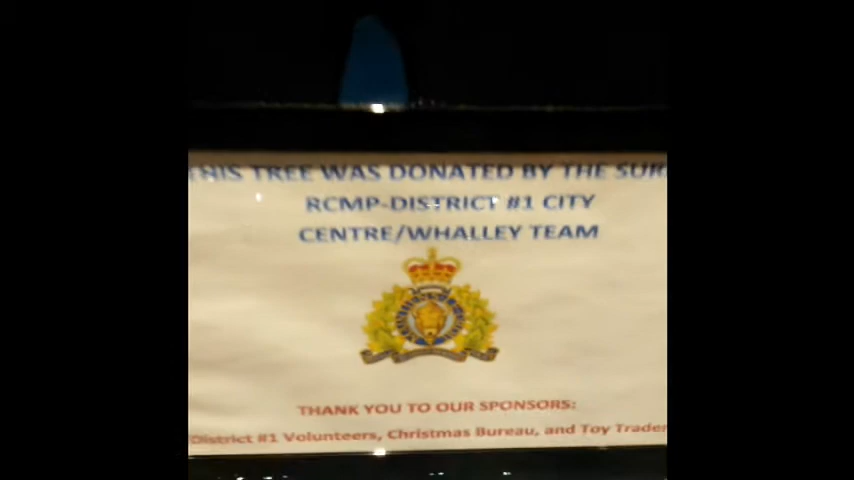 THIS TREE WAS DONATED BY THE SUR
RCMP-DISTRICT #1 CITY
CENTRE/WHALLEY TEAM
THANK YOU TO OUR SPONSORS:
District #1 Volunteers, Christmas Bureau, and Toy Trader